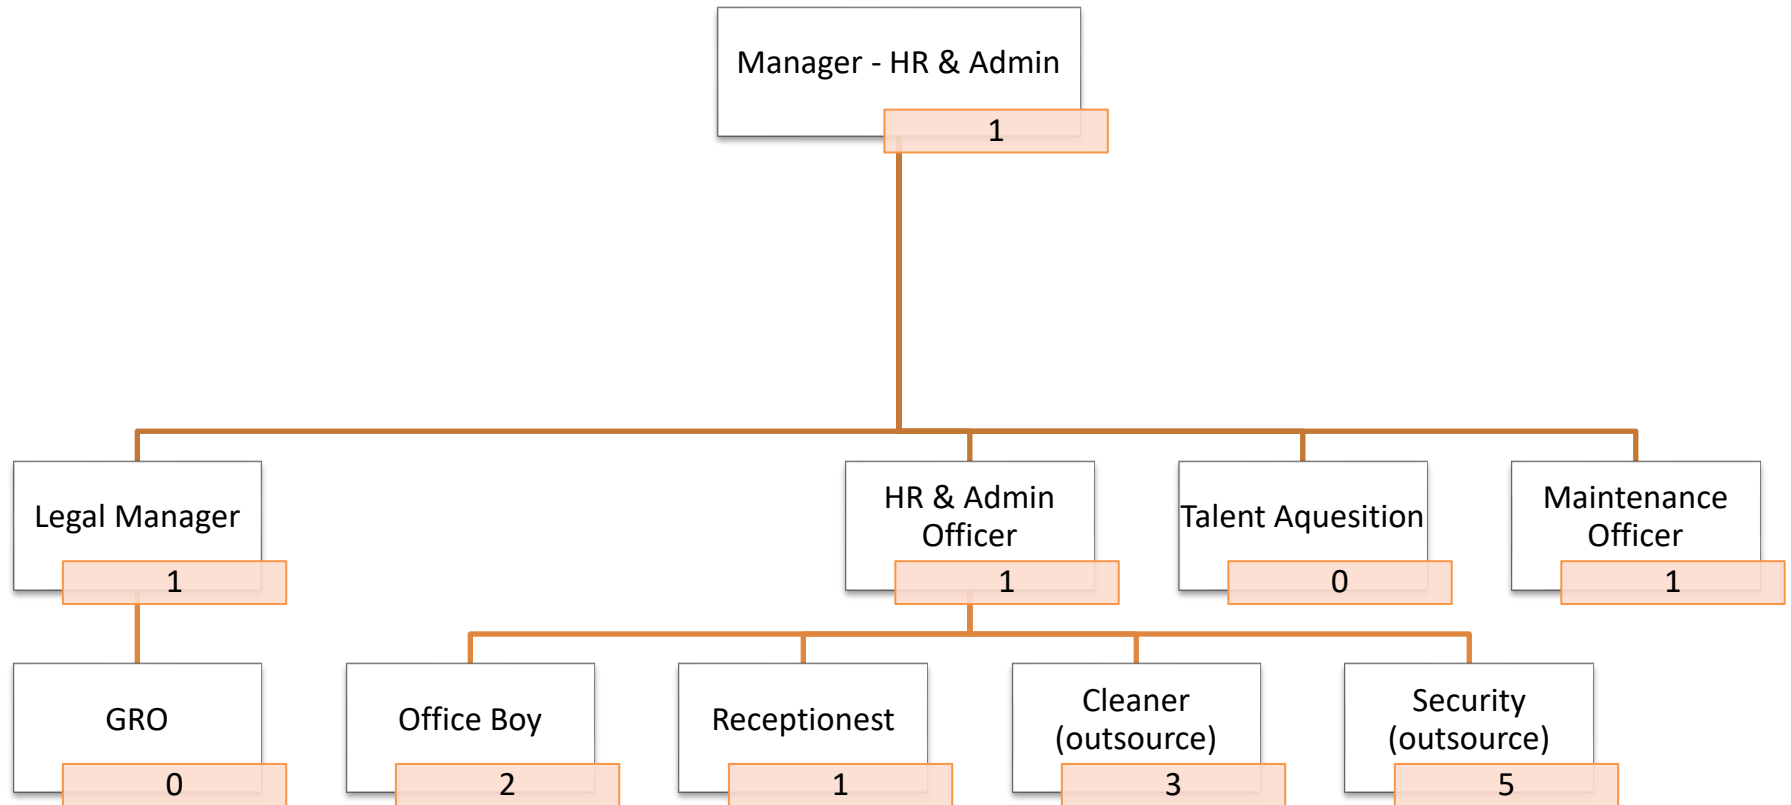 Manager - HR & Admin
1
Legal Manager
1
HR & Admin
Officer
1
Talent Aquesition
0
Maintenance
Officer
1
GRO
0
Office Boy
2
Receptionest
1
Cleaner
(outsource)
3
Security
(outsource)
5